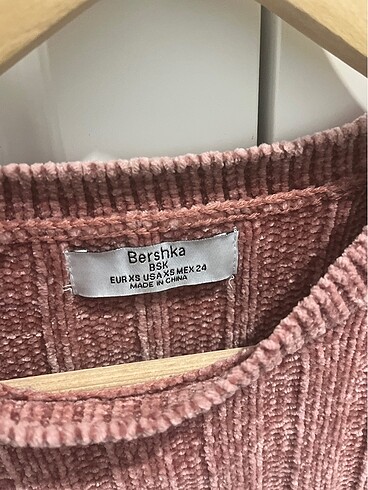 Bershka
BSK
EUR XS USA XS MEX 24
MADE IN CHINA